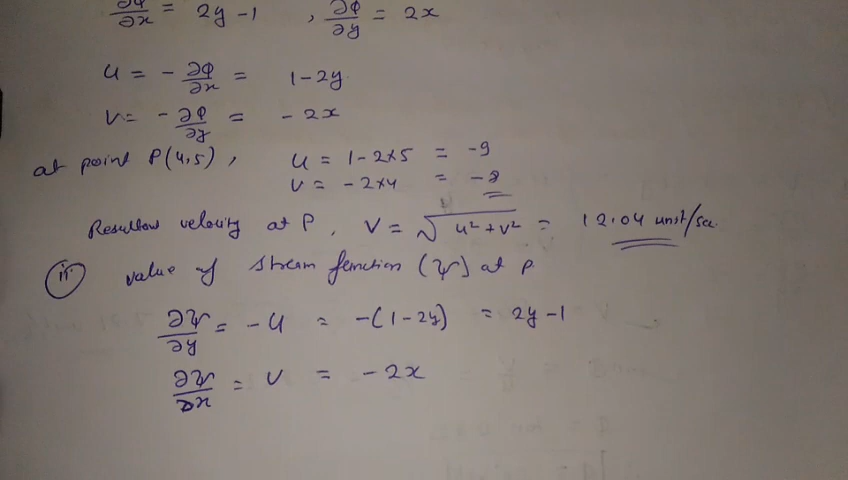 ∂φ/∂x = 2y-1 , ∂φ/∂y = 2x
u = - ∂φ/∂x = 1-2y
v = - ∂φ/∂y = -2x
at point P(4,5), u = 1-2×5 = -9
v = -2×4 = -8
velocity at P, V = √u²+v² = 12.04 unit/sec
(ii) value of stream function (ψ) at P.
∂ψ/∂y = -u = -(1-2y) = 2y-1
∂ψ/∂x = v = -2x